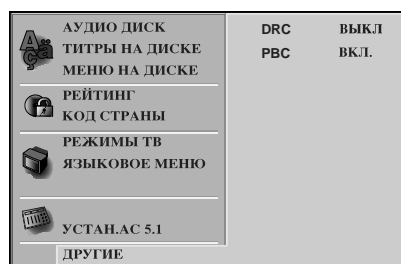 АУДИО ДИСК
ТИТРЫ НА ДИСКЕ
МЕНЮ НА ДИСКЕ
РЕЙТИНГ
КОД СТРАНЫ
РЕЖИМЫ ТВ
ЯЗЫКОВОЕ МЕНЮ
УСТАН.АС 5.1
ДРУГИЕ
DRC ВЫКЛ
PBC ВКЛ.